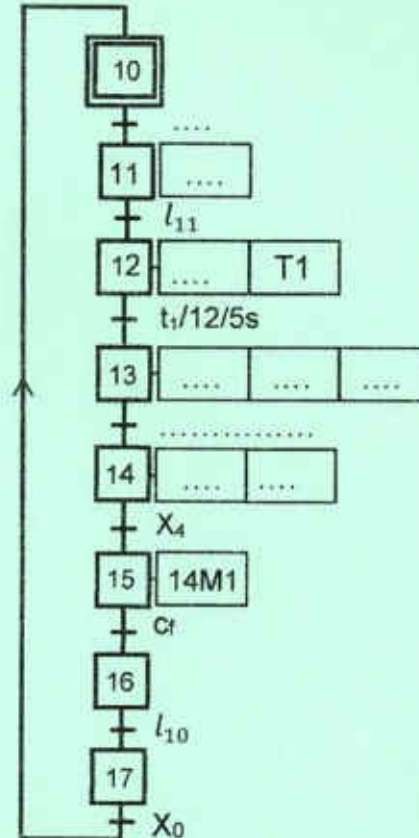 10
....
11 ....
l₁₁
12 .... T1
t₁/12/5s
13 .... .... ....
...............
14 .... ....
X₄
15 14M1
Cf
16
l₁₀
17
X₀